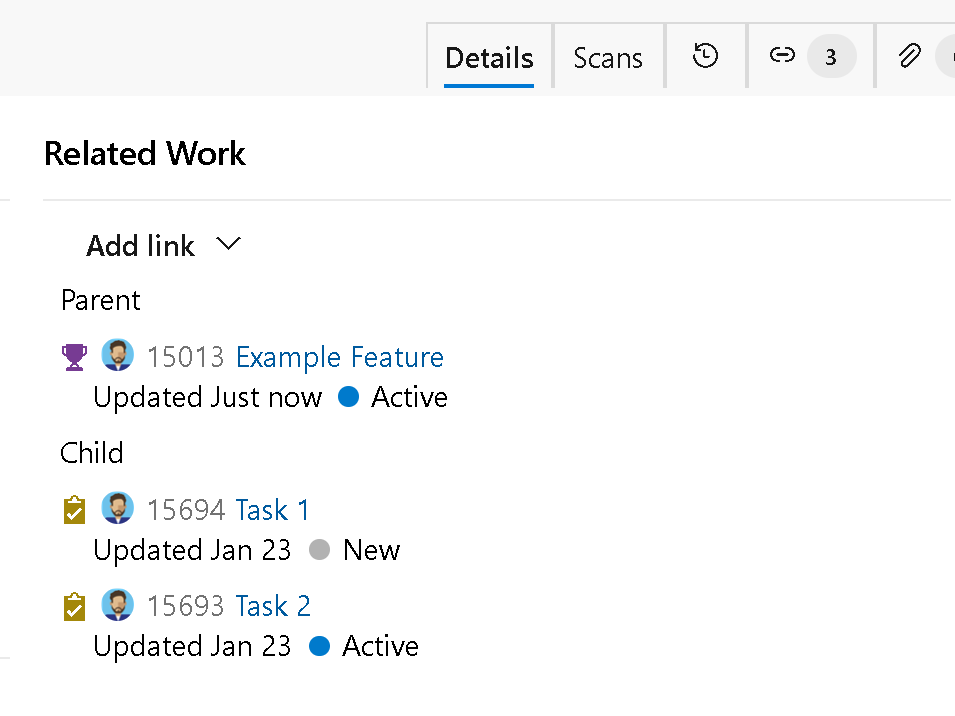 Details Scans 3
Related Work
Add link
Parent
15013 Example Feature
Updated Just now Active
Child
15694 Task 1
Updated Jan 23 New
15693 Task 2
Updated Jan 23 Active